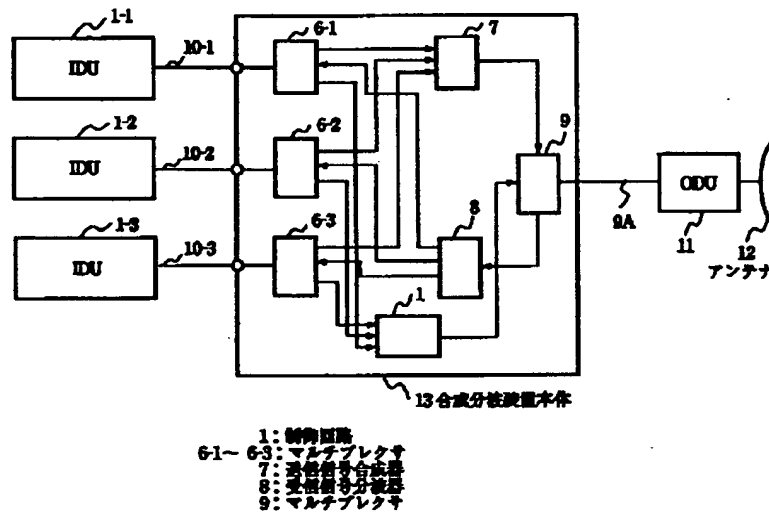 1-1
IDU
10-1
1-2
IDU
10-2
1-3
IDU
10-3
6-1
6-2
6-3
7
8
1
9
9A
ODU
11
12
アンテナ
13 合成分波装置本体
1: 制御回路
6-1～ 6-3: マルチプレクサ
7: 送信信号合成器
8: 受信信号分波器
9: マルチプレクサ